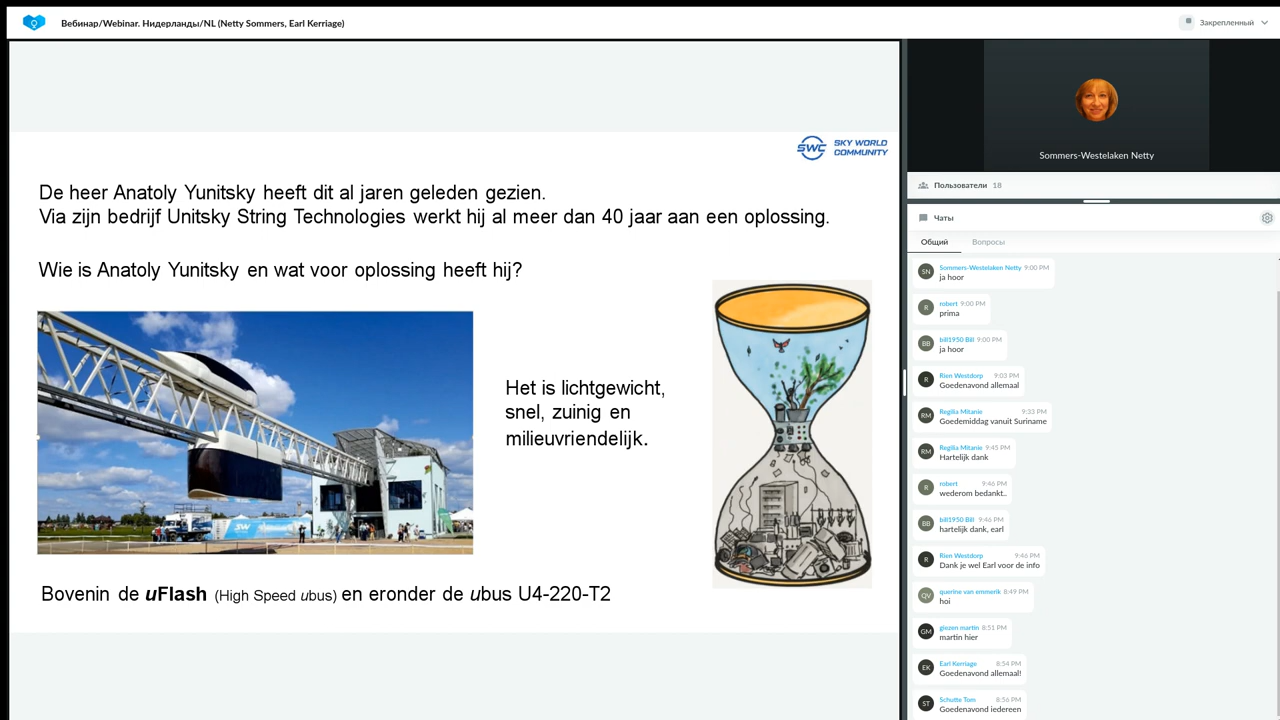 Вебинар/Webinar. Нидерланды/NL (Netty Sommers, Earl Kerriage)
Закрепленный
SWC SKY WORLD
COMMUNITY
De heer Anatoly Yunitsky heeft dit al jaren geleden gezien.
Via zijn bedrijf Unitsky String Technologies werkt hij al meer dan 40 jaar aan een oplossing.
Wie is Anatoly Yunitsky en wat voor oplossing heeft hij?
Het is lichtgewicht,
snel, zuinig en
milieuvriendelijk.
SW
Bovenin de uFlash (High Speed ubus) en eronder de ubus U4-220-T2
Sommers-Westelaken Netty
Пользователи 18
Чаты
Общий Вопросы
SN Sommers-Westelaken Netty 9:00 PM
ja hoor
R robert 9:00 PM
prima
BB bill1950 Bill 9:00 PM
ja hoor
R Rien Westdorp 9:03 PM
Goedenavond allemaal
RM Regilia Mitanie 9:33 PM
Goedemiddag vanuit Suriname
RM Regilia Mitanie 9:45 PM
Hartelijk dank
R robert 9:46 PM
wederom bedankt..
BB bill1950 Bill 9:46 PM
hartelijk dank, earl
R Rien Westdorp 9:46 PM
Dank je wel Earl voor de info
QV querine van emmerik 8:49 PM
hoi
GM giezen martin 8:51 PM
martin hier
EK Earl Kerriage 8:54 PM
Goedenavond allemaal!
ST Schutte Tom 8:56 PM
Goedenavond iedereen